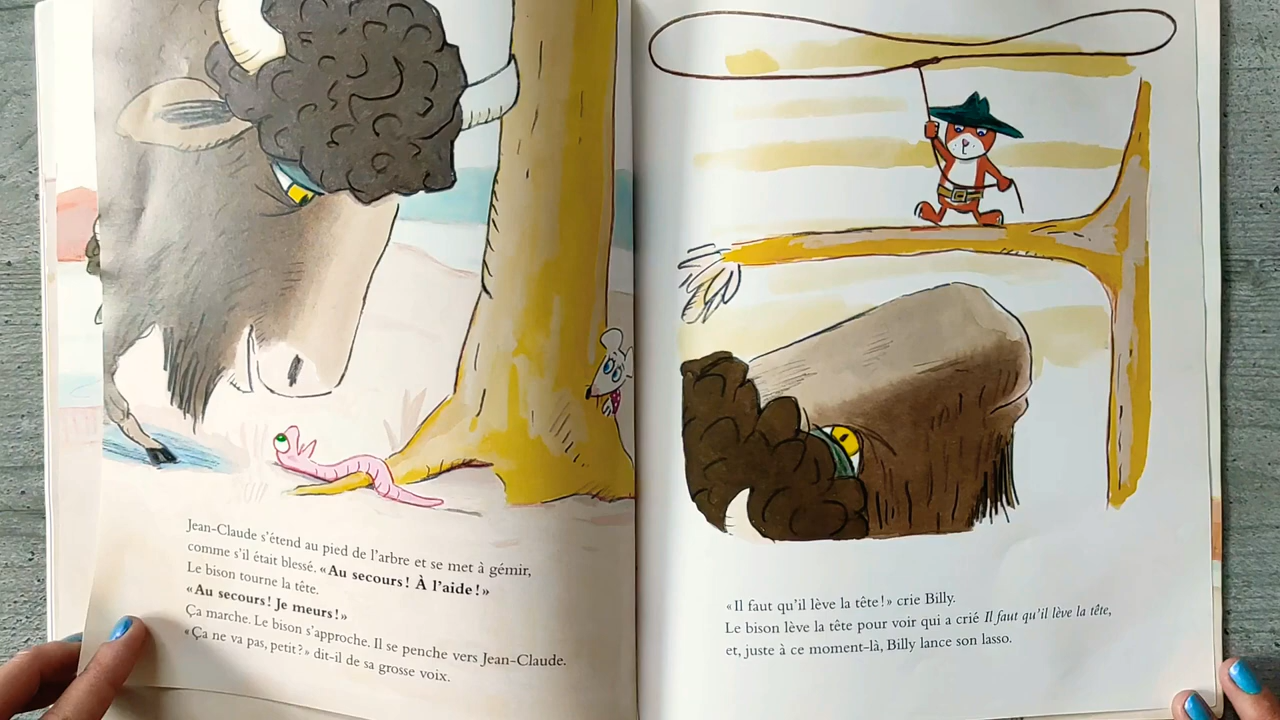 Jean-Claude s'étend au pied de l'arbre et se met à gémir,
comme s'il était blessé. «Au secours! À l'aide!»
Le bison tourne la tête.
«Au secours! Je meurs!»
Ça marche. Le bison s'approche. Il se penche vers Jean-Claude.
«Ça ne va pas, petit?» dit-il de sa grosse voix.
«Il faut qu'il lève la tête!» crie Billy.
Le bison lève la tête pour voir qui a crié Il faut qu'il lève la tête,
et, juste à ce moment-là, Billy lance son lasso.